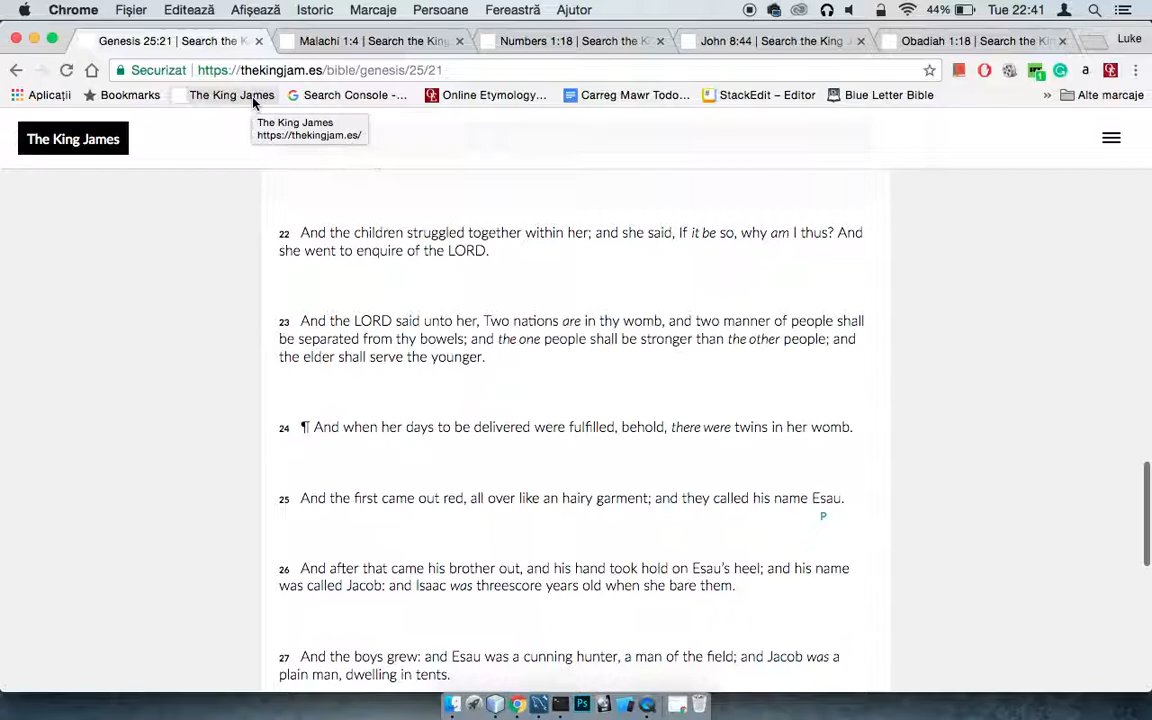 Chrome Fișier Editează Afișează Istoric Marcaje Persoane Fereastră Ajutor 44% Tue 22:41
Genesis 25:21 | Search the K Malachi 1:4 | Search the King Numbers 1:18 | Search the K John 8:44 | Search the King Obadiah 1:18 | Search the Kin Luke
Securizat https://thekingjam.es/bible/genesis/25/21
Aplicații Bookmarks The King James Search Console -... Online Etymology... Carreg Mawr Todo... StackEdit – Editor Blue Letter Bible » Alte marcaje
The King James
https://thekingjam.es/
The King James
22 And the children struggled together within her; and she said, If it be so, why am I thus? And
she went to enquire of the LORD.
23 And the LORD said unto her, Two nations are in thy womb, and two manner of people shall
be separated from thy bowels; and the one people shall be stronger than the other people; and
the elder shall serve the younger.
24 ¶ And when her days to be delivered were fulfilled, behold, there were twins in her womb.
25 And the first came out red, all over like an hairy garment; and they called his name Esau.
P
26 And after that came his brother out, and his hand took hold on Esau’s heel; and his name
was called Jacob: and Isaac was threescore years old when she bare them.
27 And the boys grew: and Esau was a cunning hunter, a man of the field; and Jacob was a
plain man, dwelling in tents.